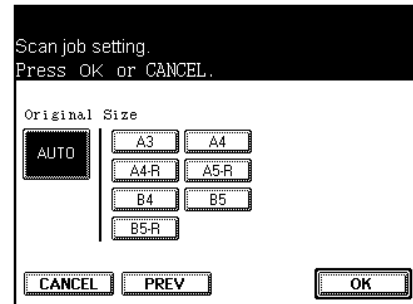 Scan job setting.
Press OK or CANCEL.
Original Size
AUTO
A3 A4
A4-R A5-R
B4 B5
B5-R
CANCEL PREV OK